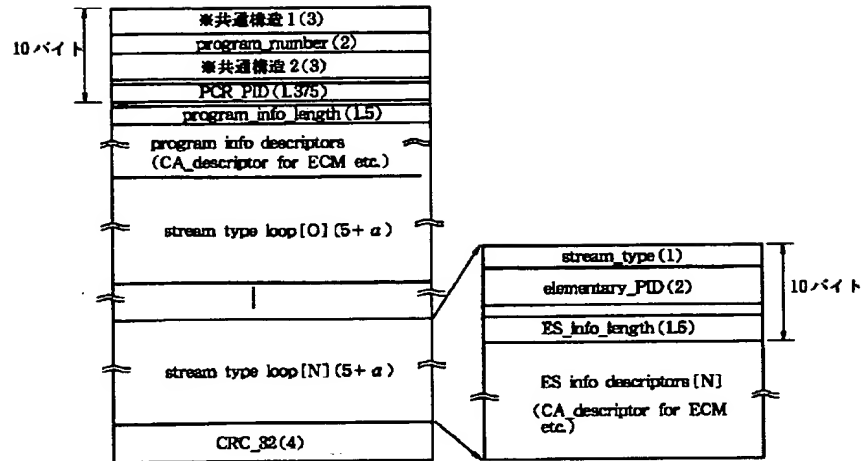 ※共通構造1(3)
10バイト
program_number(2)
※共通構造2(3)
PCR_PID(1.375)
program_info_length(1.5)
program info descriptors
(CA_descriptor for ECM etc.)
stream type loop[0](5+α)
stream type loop[N](5+α)
CRC_32(4)
stream_type(1)
elementary_PID(2)
10バイト
ES_info_length(1.5)
ES info descriptors[N]
(CA_descriptor for ECM
etc.)